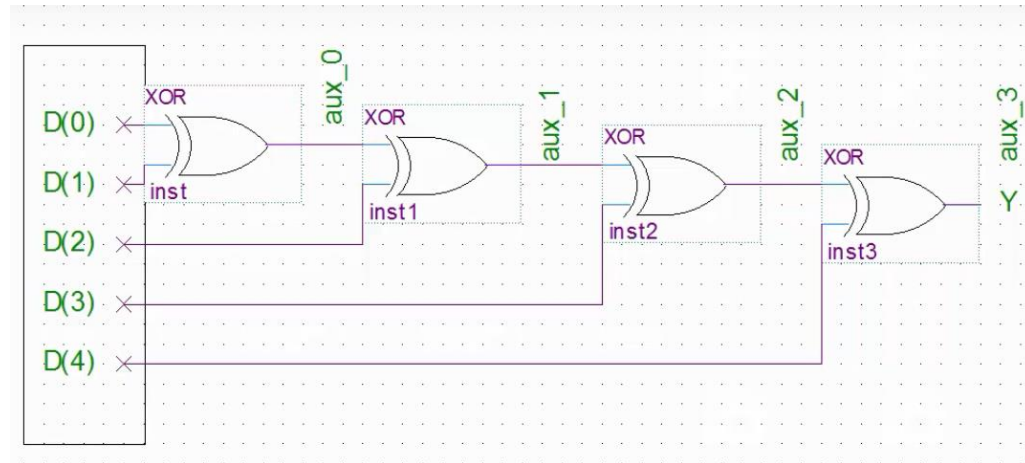 aux_0
aux_1
aux_2
aux_3
XOR
D(0)
XOR
XOR
XOR
D(1)
inst
inst1
inst2
Y
D(2)
inst3
D(3)
D(4)